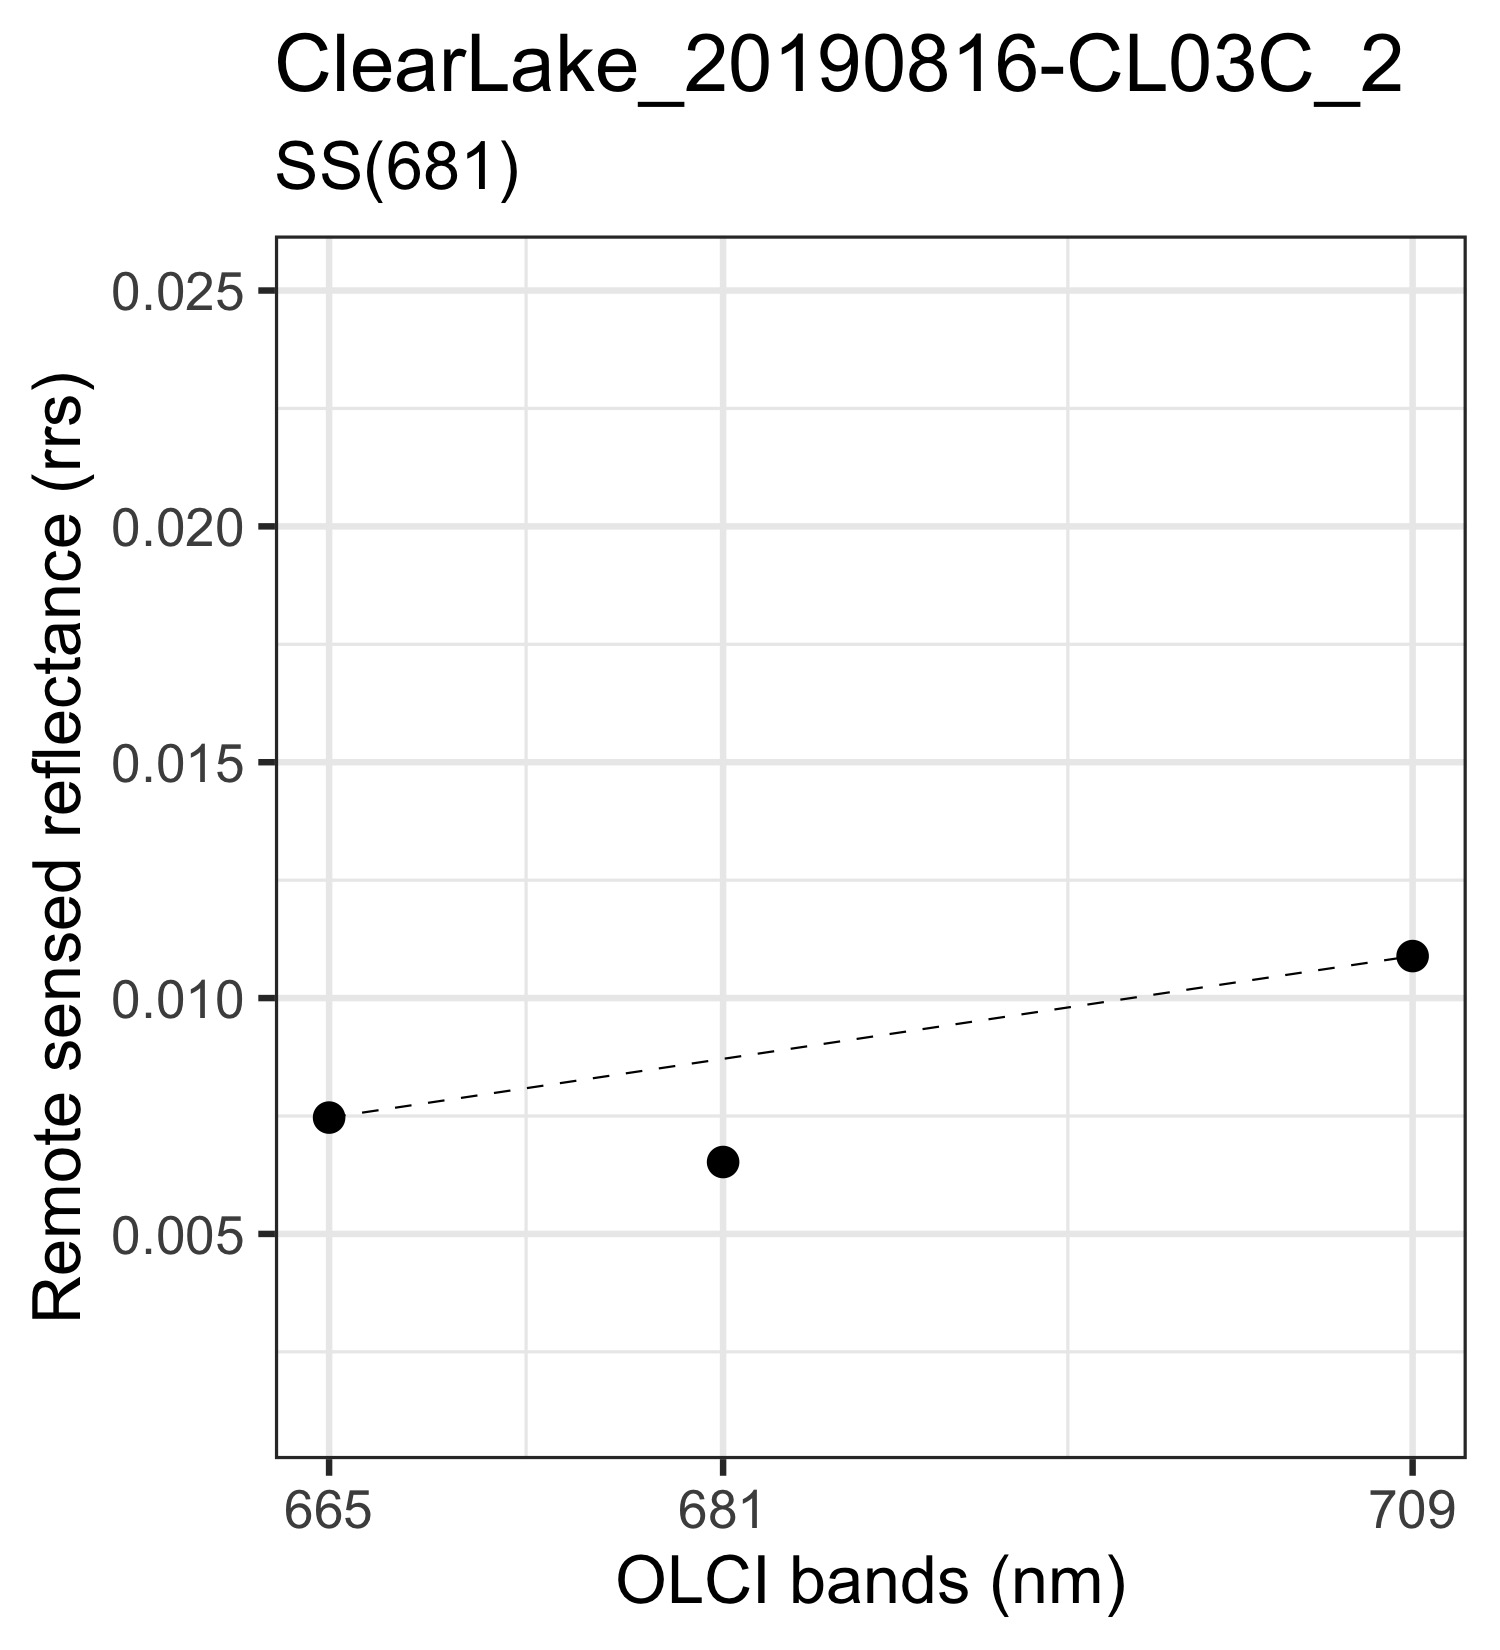 ClearLake_20190816-CL03C_2
SS(681)
Remote sensed reflectance (rrs)
0.025
0.020
0.015
0.010
0.005
665 681 709
OLCI bands (nm)